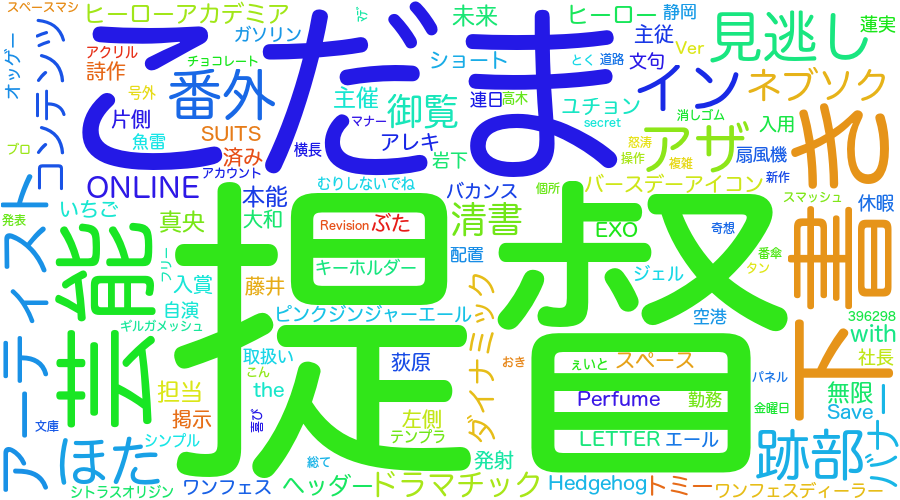 スペースマシ
ヒーローアカデミア
ガソリン
未来
ヒーロー
静岡
蓮実
オッゲー
コンテンツ
アクリル
詩作
チョコレート
ショート
主従
文句
Ver
とく
道路
見逃し
こだま
番外
号外
主催
御覧
連日
高木
イン
ネブソク
片側
魚雷
SUITS
済み
マナー
アレキ
ユチョン
secret
消しゴム
アザ
入用
プロ
アカウント
横長
岩下
怒涛
操作
複雑
扇風機
新作
ONLINE
本能
むりしないでね
バカンス
個所
バースデーアイコン
スマッシュ
休暇
下書き
発表
いちご
真央
大和
Revision
ぶた
清書
EXO
奇想
番傘
タン
アーティスト
芸能
提督
フリー
入賞
藤井
キーホルダー
配置
ジェル
自演
ピンクジンジャーエール
空港
396298
ギルガメッシュ
with
取扱い
荻原
ダイナミック
おき
ぇいと
スペース
社長
こん
the
担当
Perfume
勤務
パネル
無限
掲示
左側
金曜日
Save
文庫
ほた
シンプル
喜び
テンプラ
LETTER
エール
跡部
バナー
総て
発射
シトラスオリジン
ワンフェス
ヘッダー
ドラマチック
Hedgehog
トミー
ワンフェスディーラー